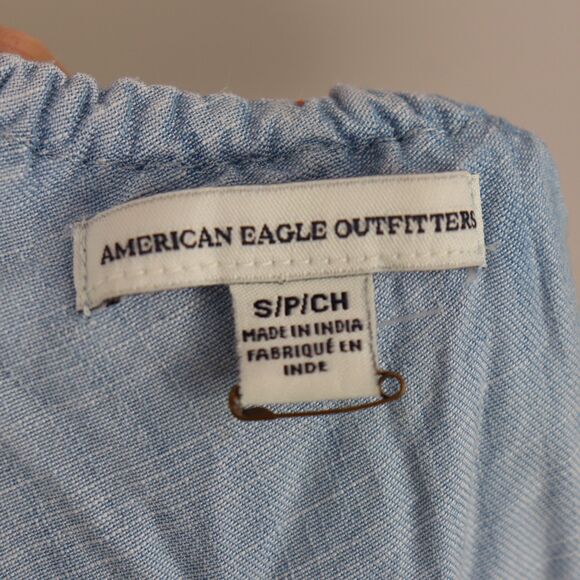 AMERICAN EAGLE OUTFITTERS
S/P/CH
MADE IN INDIA
FABRIQUÉ EN
INDE